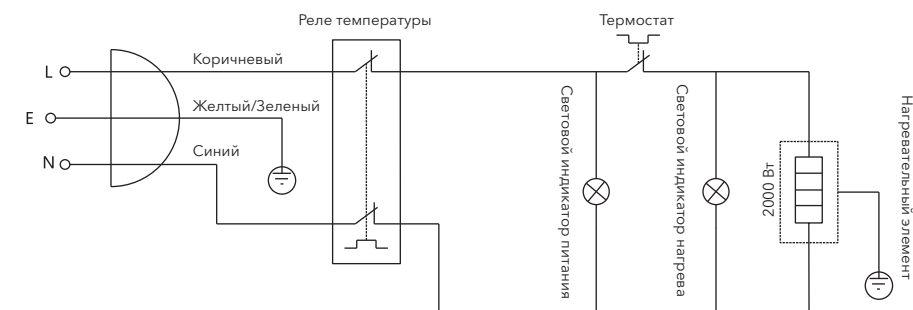 Реле температуры
Термостат
L
Коричневый
E
Желтый/Зеленый
N
Синий
Световой индикатор питания
Световой индикатор нагрева
2000 Вт
Нагревательный элемент